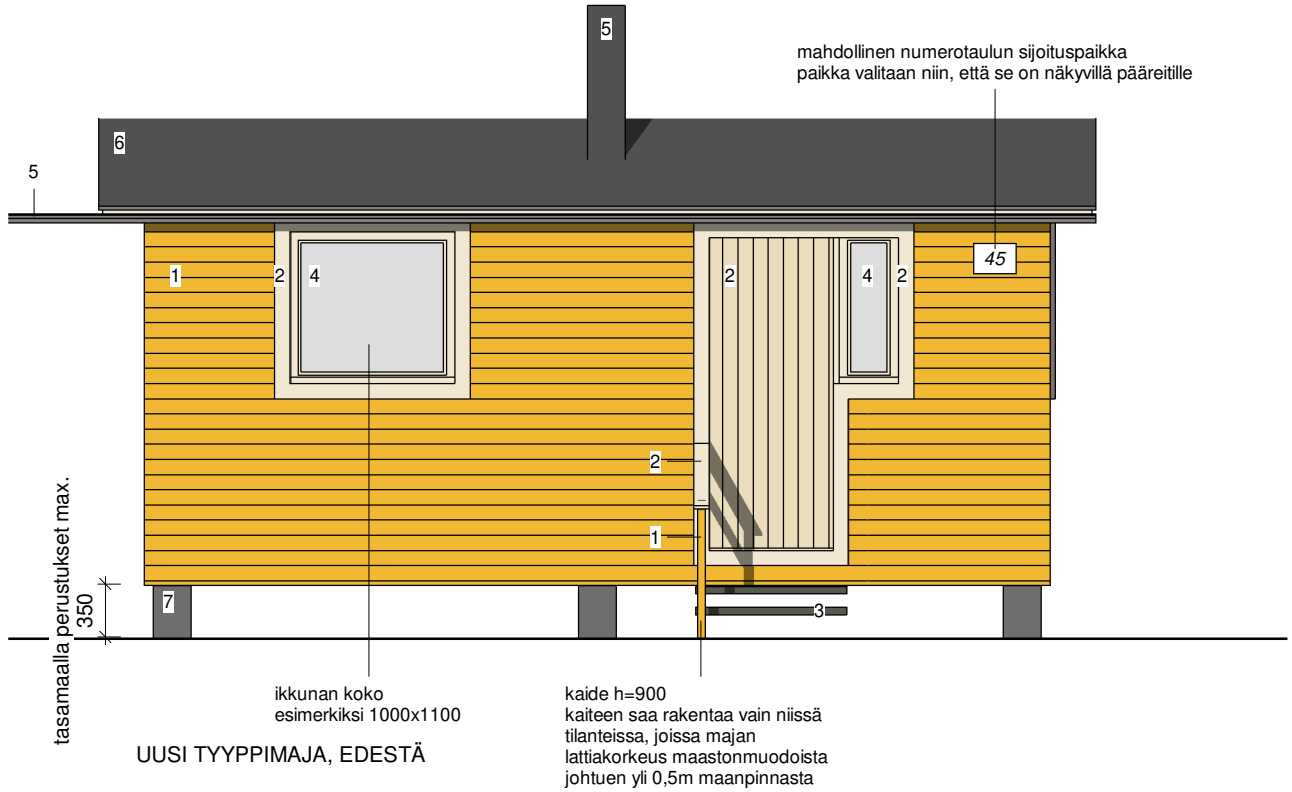 5
mahdollinen numerotaulun sijoituspaikka
paikka valitaan niin, että se on näkyvillä pääreitille
6
5
1
2
4
2
4
2
45
2
1
3
7
tasamaalla perustukset max.
350
ikkunan koko
esimerkiksi 1000x1100
kaide h=900
kaiteen saa rakentaa vain niissä
tilanteissa, joissa majan
lattiakorkeus maastonmuodoista
johtuen yli 0,5m maanpinnasta
UUSI TYYPPIMAJA, EDESTÄ